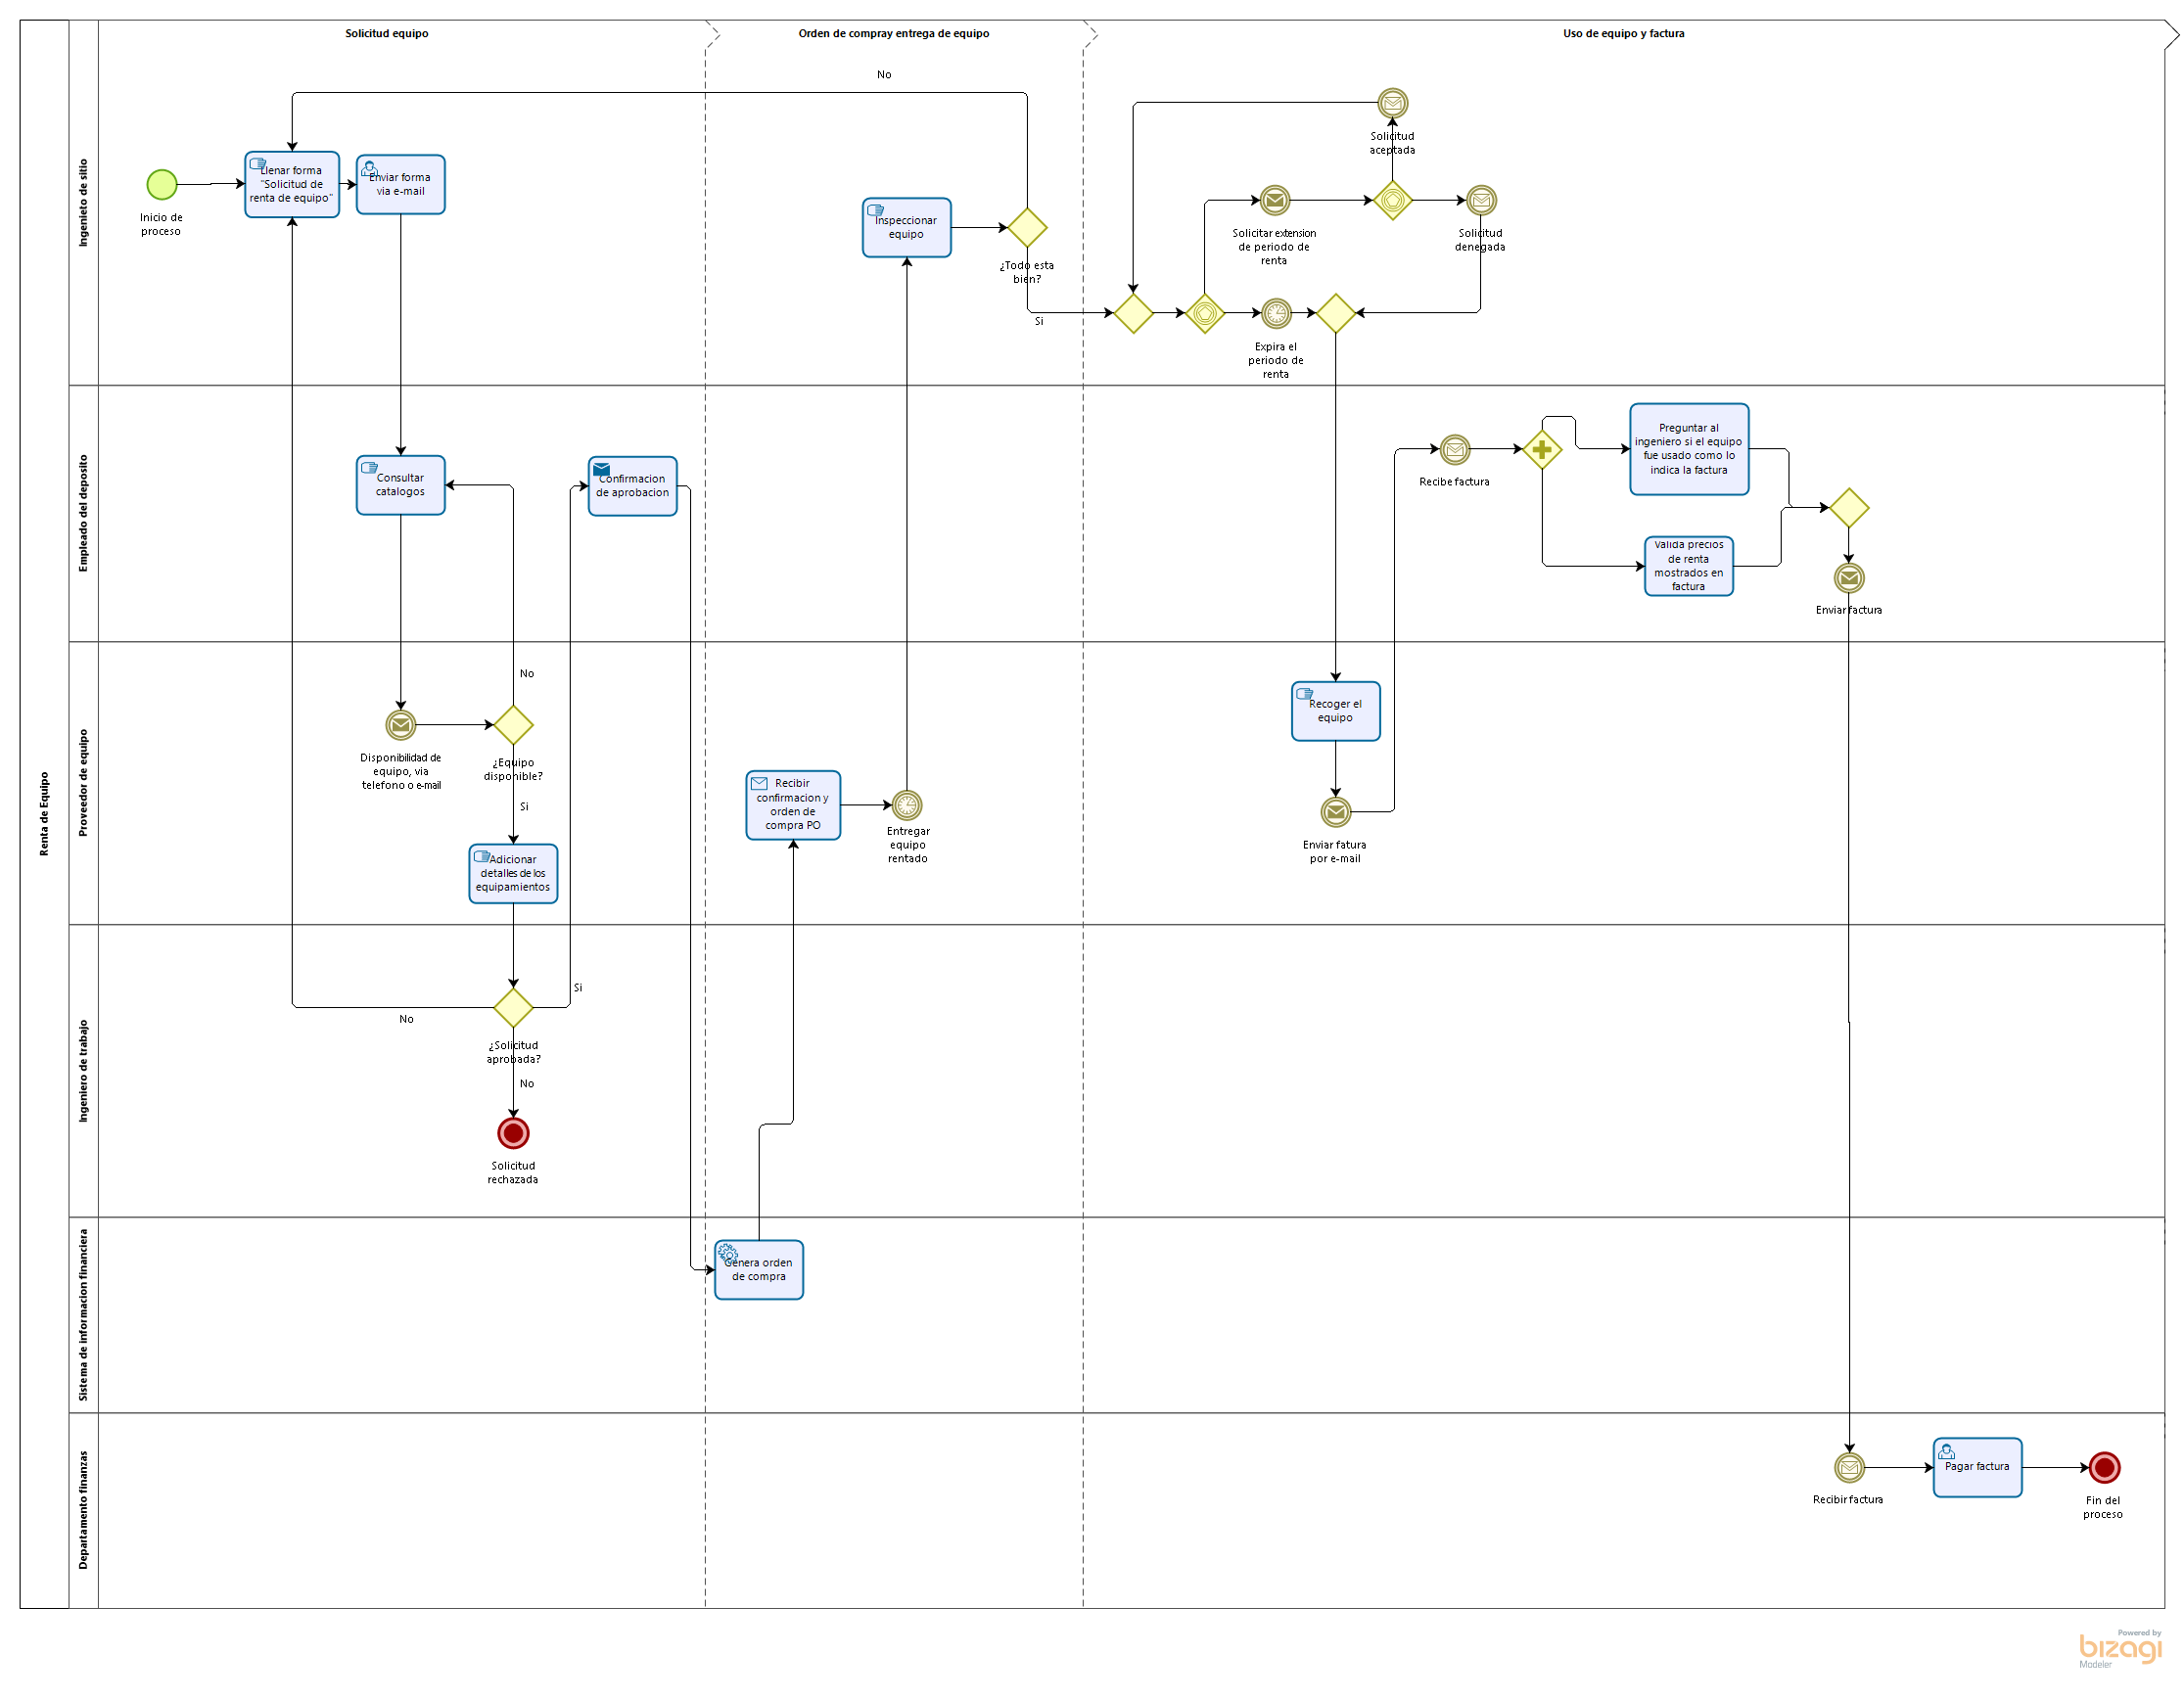 Solicitud equipo
Orden de compray entrega de equipo
Uso de equipo y factura
Renta de Equipo
Ingenieto de sitio
No
Inicio de
proceso
Llenar forma
"Solicitud de
renta de equipo"
Enviar forma
via e-mail
Inspeccionar
equipo
¿Todo esta
bien?
Si
Solicitud
aceptada
Solicitar extension
de periodo de
renta
Solicitud
denegada
Expira el
periodo de
renta
Empleado del deposito
Consultar
catalogos
Confirmacion
de aprobacion
Recibe factura
Preguntar al
ingeniero si el equipo
fue usado como lo
indica la factura
Valida precios
de renta
mostrados en
factura
Enviar factura
Proveedor de equipo
No
Disponibilidad de
equipo, via
telefono o e-mail
¿Equipo
disponible?
Si
Adicionar
detalles de los
equipamientos
Recibir
confirmacion y
orden de
compra PO
Entregar
equipo
rentado
Recoger el
equipo
Enviar fatura
por e-mail
Ingeniero de trabajo
Si
No
¿Solicitud
aprobada?
No
Solicitud
rechazada
Sistema de informacion financiera
Genera orden
de compra
Departamento finanzas
Recibir factura
Pagar factura
Fin del
proceso
Powered by
bizagi
Modeler